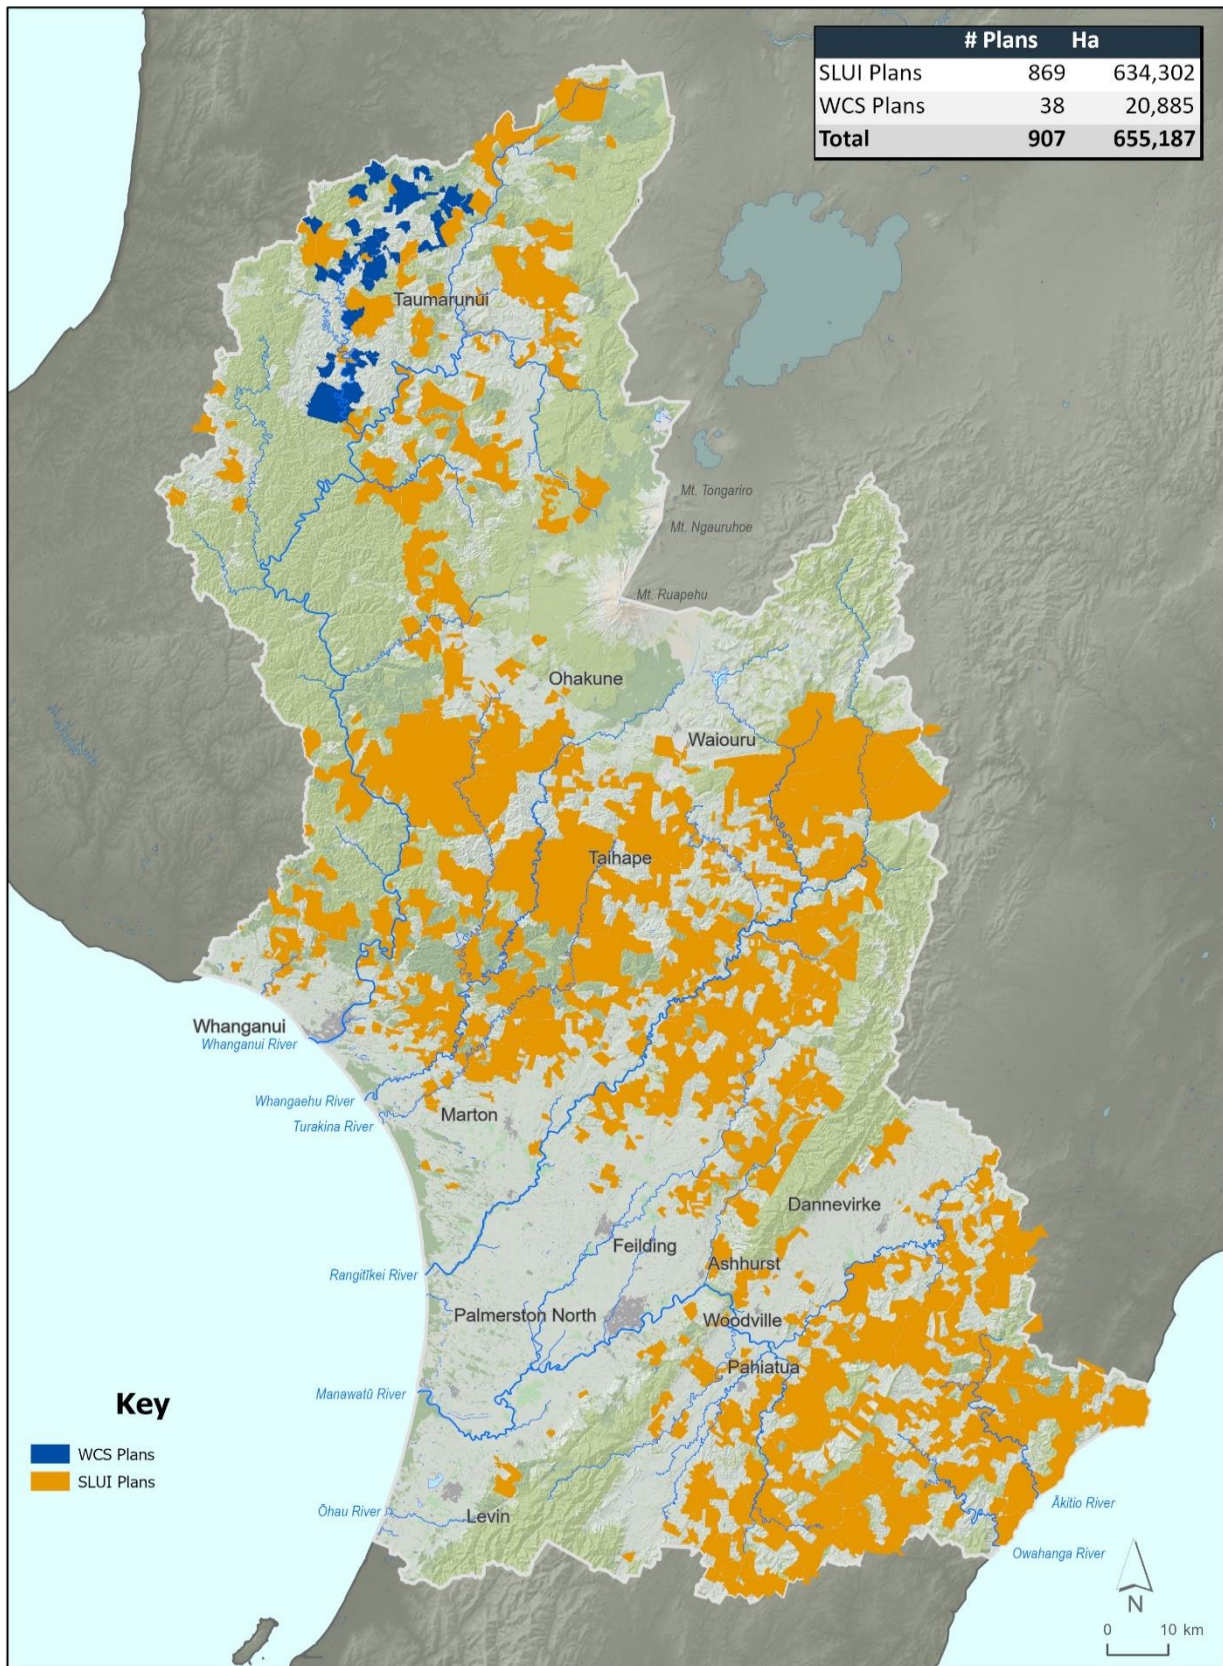 # Plans Ha
SLUI Plans 869 634,302
WCS Plans 38 20,885
Total 907 655,187
Taumarunui
Mt. Tongariro
Mt. Ngauruhoe
Mt. Ruapehu
Ohakune
Waiouru
Taihape
Whanganui
Whanganui River
Whangaehu River
Marton
Turakina River
Dannevirke
Feilding
Ashhurst
Rangitīkei River
Palmerston North
Woodville
Pahiatua
Manawatū River
Key
WCS Plans
SLUI Plans
Ōhau River
Levin
Ākitio River
Owahanga River
N
0 10 km